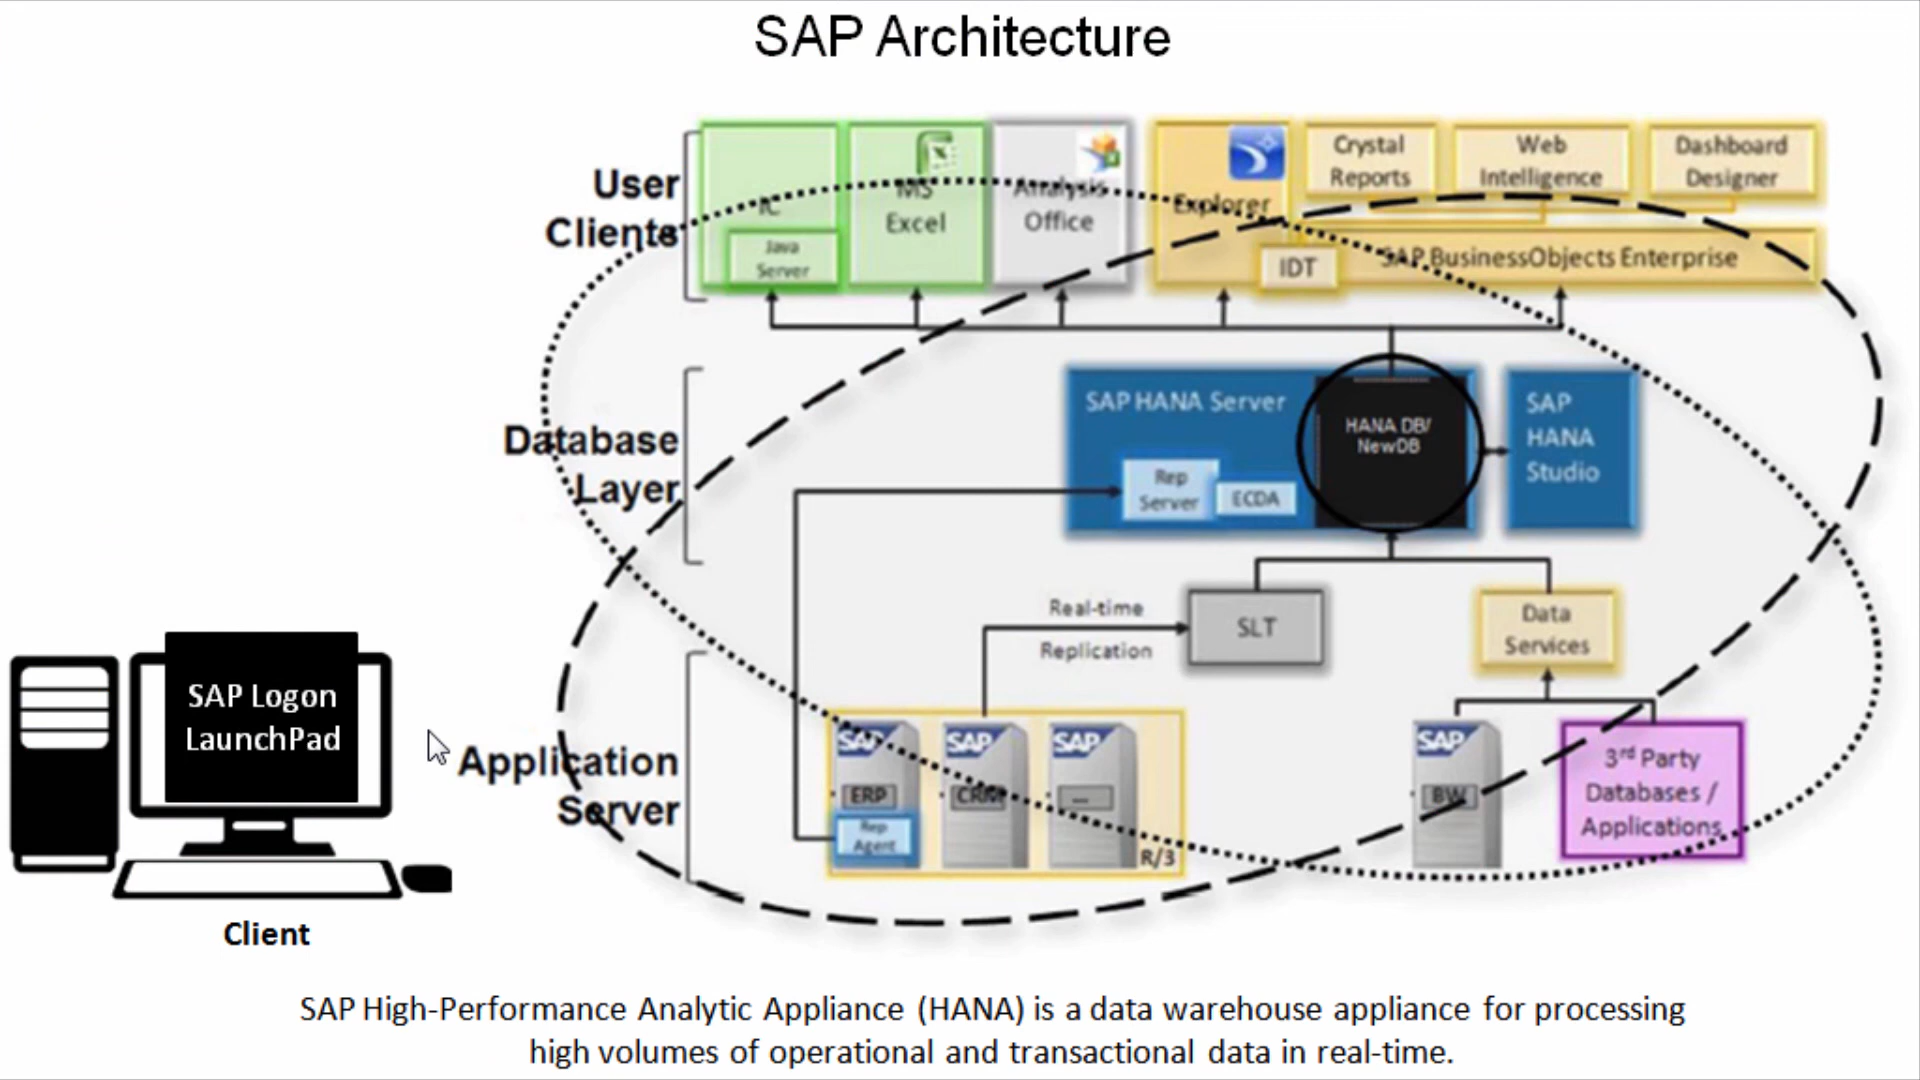 SAP Architecture
User
Clients
IC
Java
Server
MS
Excel
Analysis
Office
Explorer
Crystal
Reports
Web
Intelligence
Dashboard
Designer
IDT
SAP BusinessObjects Enterprise
Database
Layer
SAP HANA Server
Rep
Server
ECDA
HANA DB/
NewDB
SAP
HANA
Studio
Real-time
Replication
SLT
Data
Services
SAP Logon
LaunchPad
Client
Application
Server
SAP
ERP
Rep
Agent
SAP
CRM
SAP
...
R/3
SAP
BW
3rd Party
Databases /
Applications
SAP High-Performance Analytic Appliance (HANA) is a data warehouse appliance for processing
high volumes of operational and transactional data in real-time.